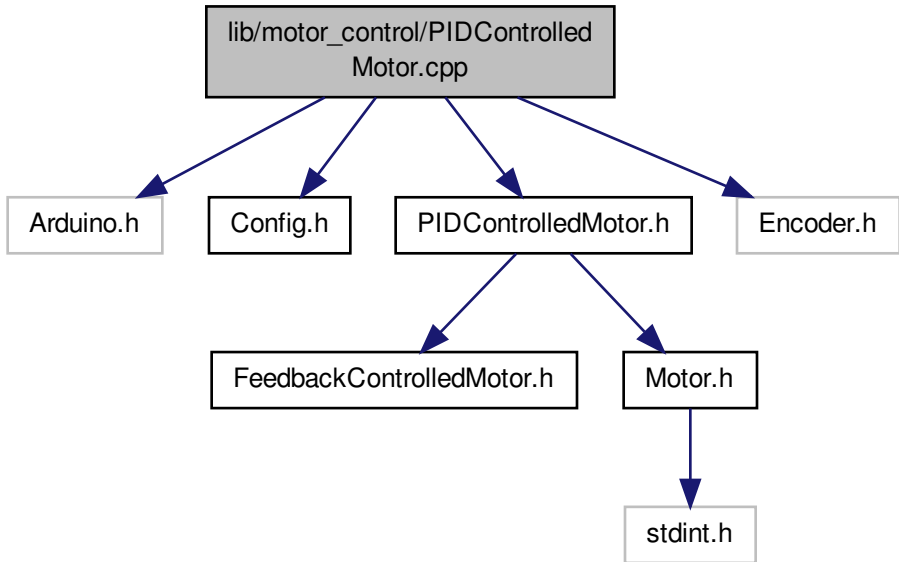 lib/motor_control/PIDControlled
Motor.cpp
Arduino.h
Config.h
PIDControlledMotor.h
Encoder.h
FeedbackControlledMotor.h
Motor.h
stdint.h